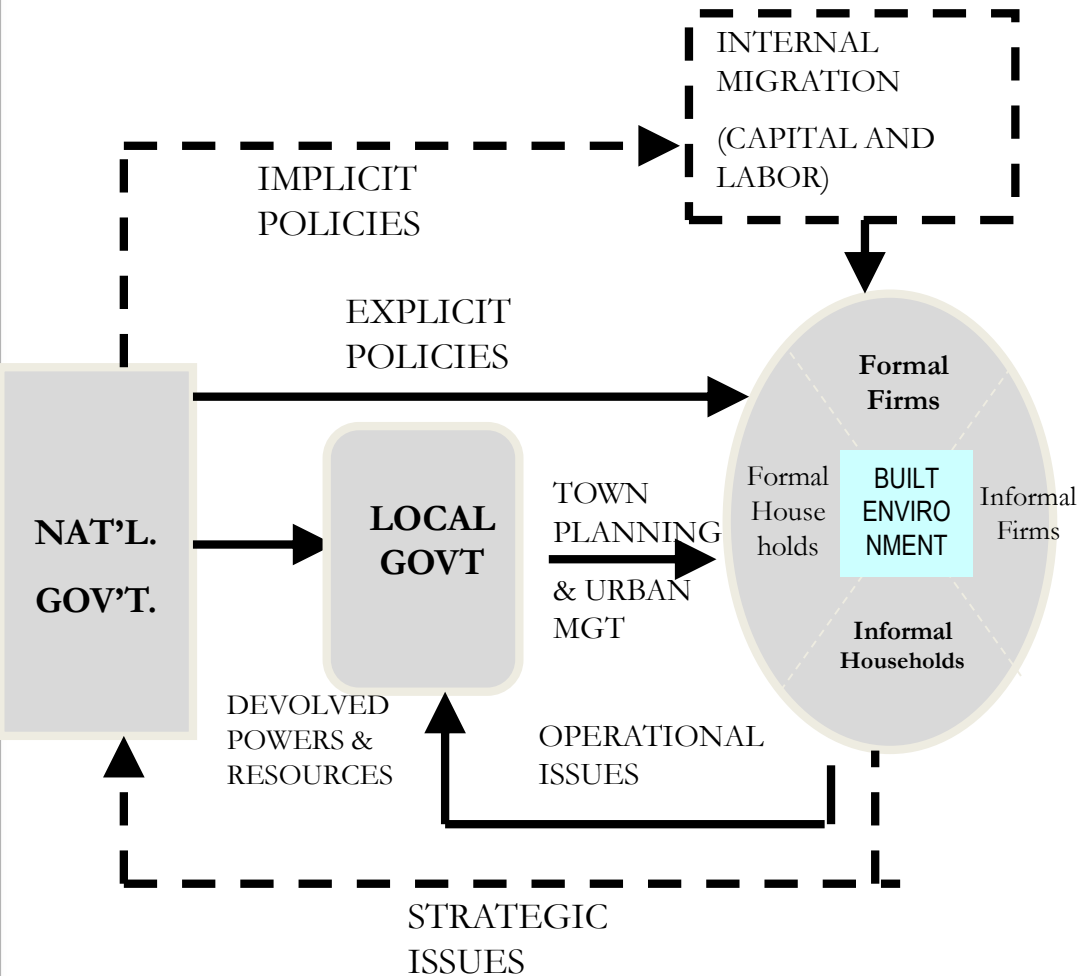 INTERNAL
MIGRATION
(CAPITAL AND
LABOR)
IMPLICIT
POLICIES
EXPLICIT
POLICIES
NAT’L.
GOV’T.
LOCAL
GOVT
TOWN
PLANNING
& URBAN
MGT
Formal
Firms
Formal
House
holds
BUILT
ENVIRO
NMENT
Informal
Firms
Informal
Households
DEVOLVED
POWERS &
RESOURCES
OPERATIONAL
ISSUES
STRATEGIC
ISSUES